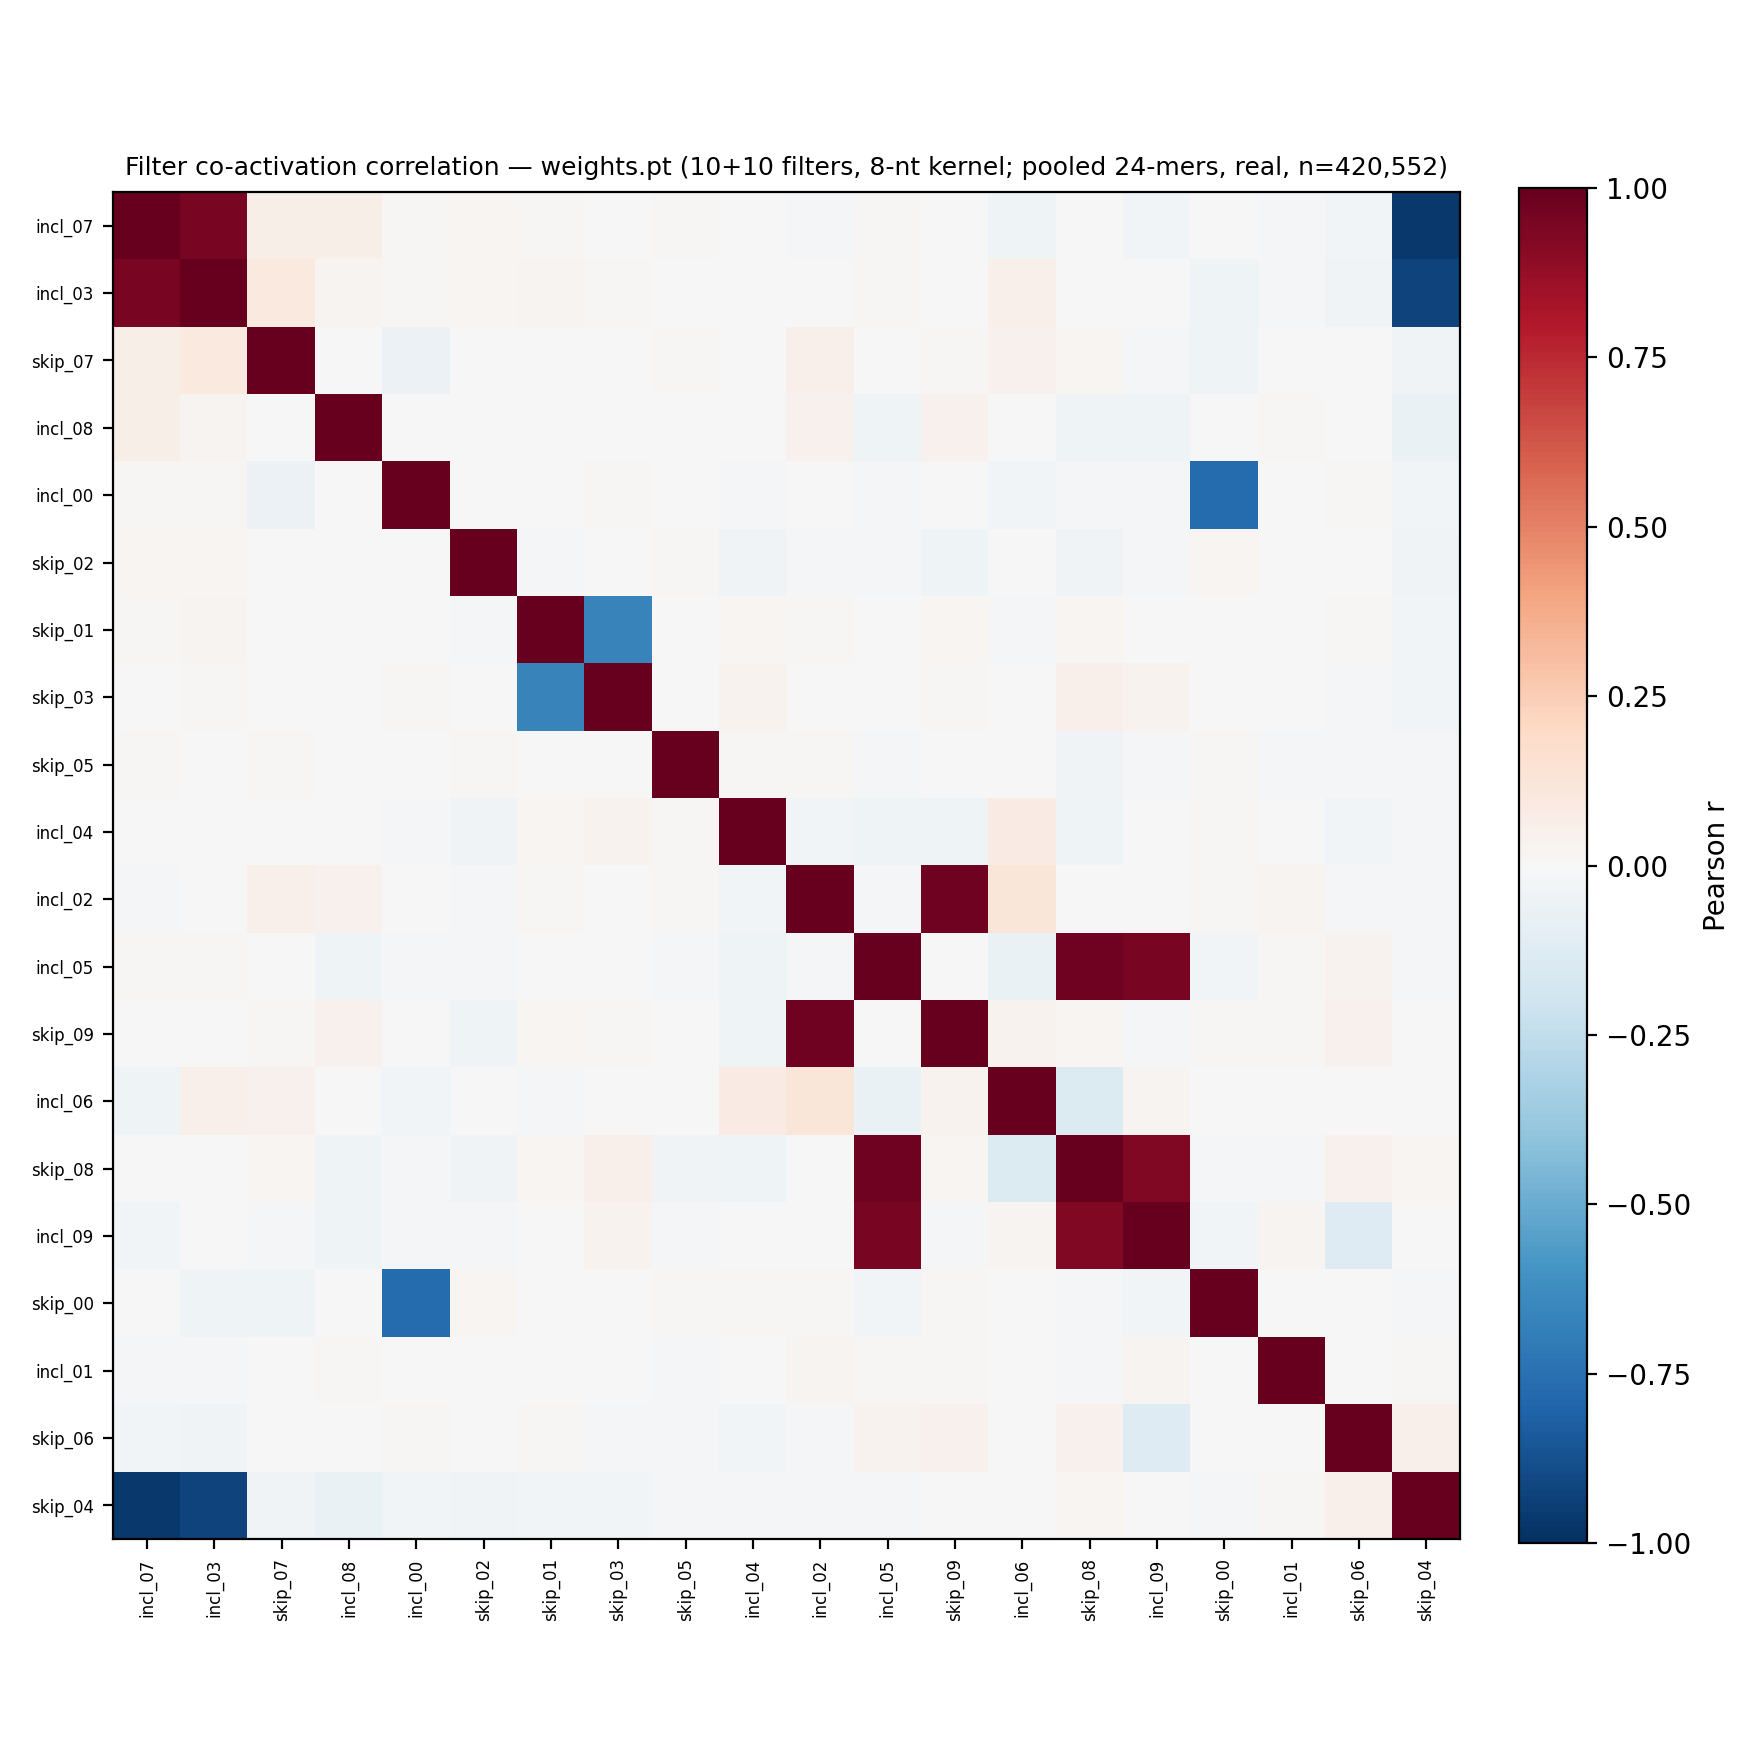 Filter co-activation correlation — weights.pt (10+10 filters, 8-nt kernel; pooled 24-mers, real, n=420,552)
incl_07
incl_03
skip_07
incl_08
incl_00
skip_02
skip_01
skip_03
skip_05
incl_04
incl_02
incl_05
skip_09
incl_06
skip_08
incl_09
skip_00
incl_01
skip_06
skip_04
incl_07
incl_03
skip_07
incl_08
incl_00
skip_02
skip_01
skip_03
skip_05
incl_04
incl_02
incl_05
skip_09
incl_06
skip_08
incl_09
skip_00
incl_01
skip_06
skip_04
1.00
0.75
0.50
0.25
0.00
−0.25
−0.50
−0.75
−1.00
Pearson r